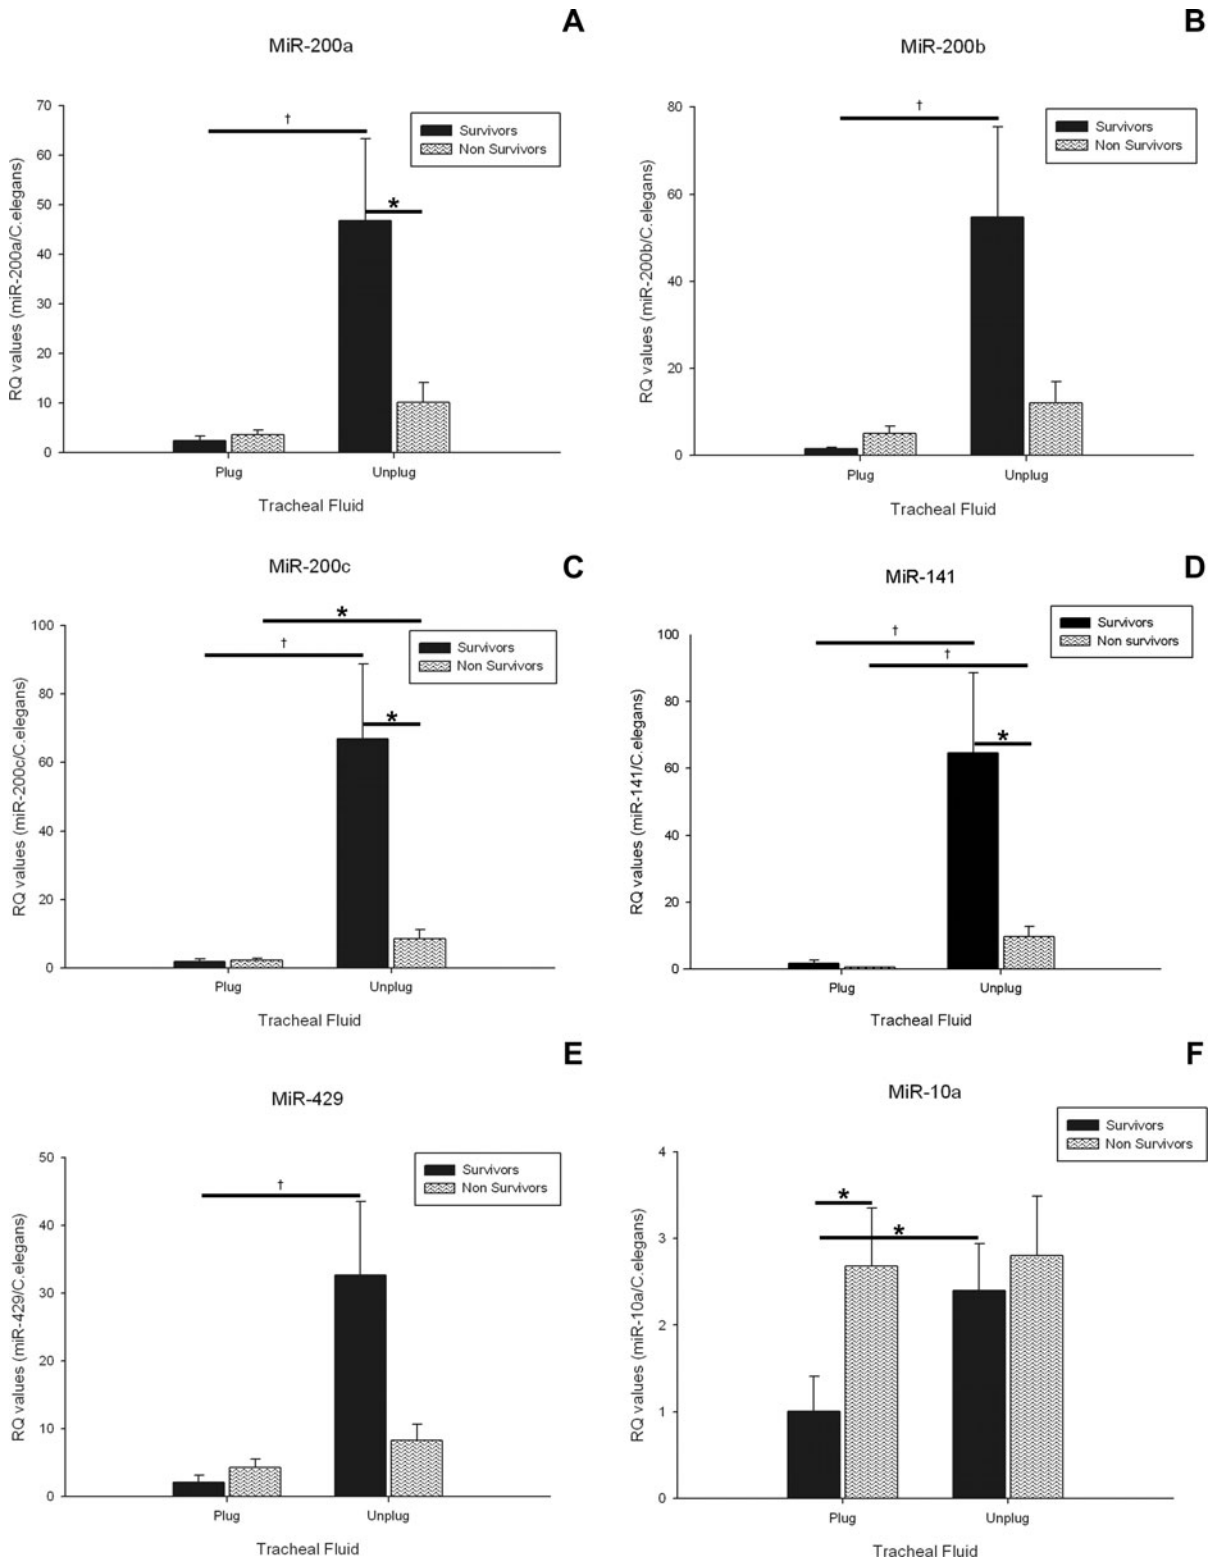 A
MiR-200a
RQ values (miR-200a/C.elegans)
70
60
50
40
30
20
10
0
†
*
Survivors
Non Survivors
Plug
Unplug
Tracheal Fluid
B
MiR-200b
RQ values (miR-200b/C.elegans)
80
60
40
20
0
†
Survivors
Non Survivors
Plug
Unplug
Tracheal Fluid
C
MiR-200c
RQ values (miR-200c/C.elegans)
100
80
60
40
20
0
*
†
*
Survivors
Non Survivors
Plug
Unplug
Tracheal Fluid
D
MiR-141
RQ values (miR-141/C.elegans)
100
80
60
40
20
0
†
†
*
Survivors
Non survivors
Plug
Unplug
Tracheal Fluid
E
MiR-429
RQ values (miR-429/C.elegans)
50
40
30
20
10
0
†
Survivors
Non Survivors
Plug
Unplug
Tracheal Fluid
F
MiR-10a
RQ values (miR-10a/C.elegans)
4
3
2
1
0
*
*
Survivors
Non Survivors
Plug
Unplug
Tracheal Fluid